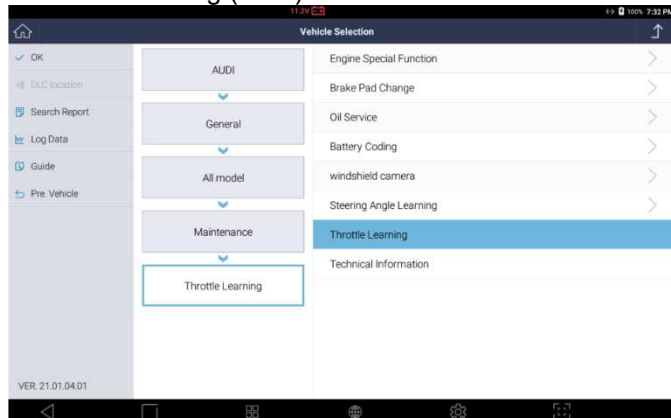 11.2V
100% 7:32 PM
Vehicle Selection
OK
DLC location
Search Report
Log Data
Guide
Pre. Vehicle
VER. 21.01.04.01
AUDI
General
All model
Maintenance
Throttle Learning
Engine Special Function
Brake Pad Change
Oil Service
Battery Coding
windshield camera
Steering Angle Learning
Throttle Learning
Technical Information